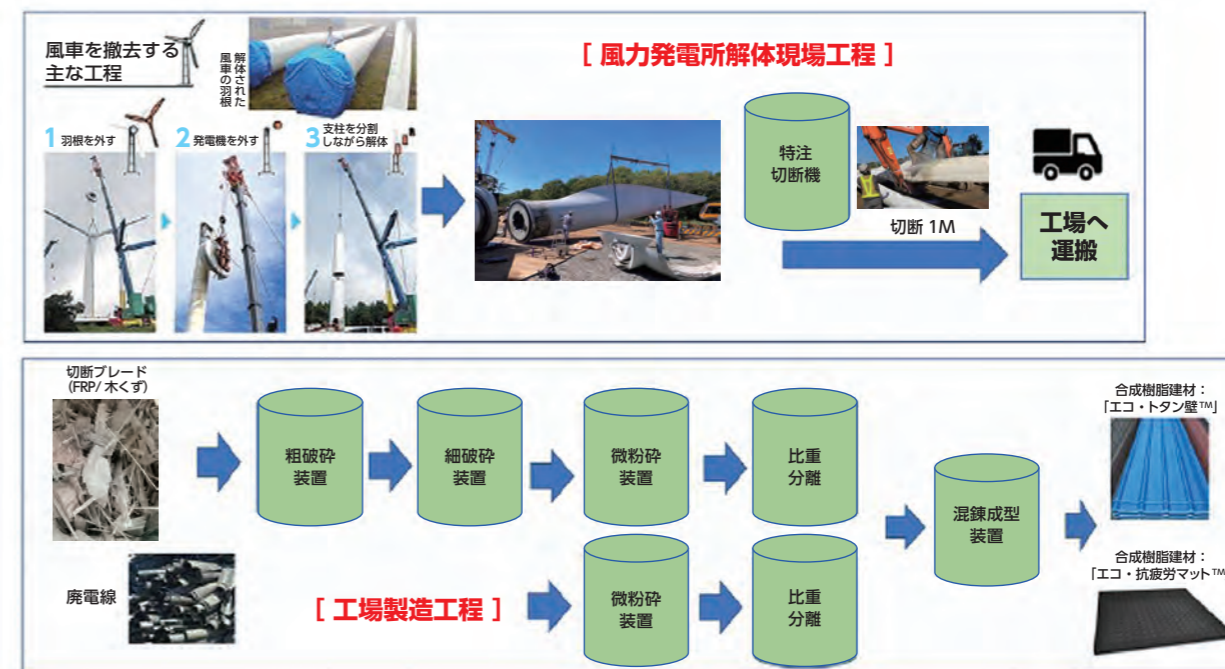 風車を撤去する
主な工程
解体された
風車の羽根
[ 風力発電所解体現場工程 ]
1 羽根を外す
2 発電機を外す
3 支柱を分割
しながら解体
特注
切断機
切断 1M
工場へ
運搬
切断ブレード
(FRP/ 木くず)
粗破砕
装置
細破砕
装置
微粉砕
装置
比重
分離
混錬成型
装置
合成樹脂建材:
「エコ・トタン壁™」
廃電線
[ 工場製造工程 ]
微粉砕
装置
比重
分離
合成樹脂建材:
「エコ・抗疲労マット™